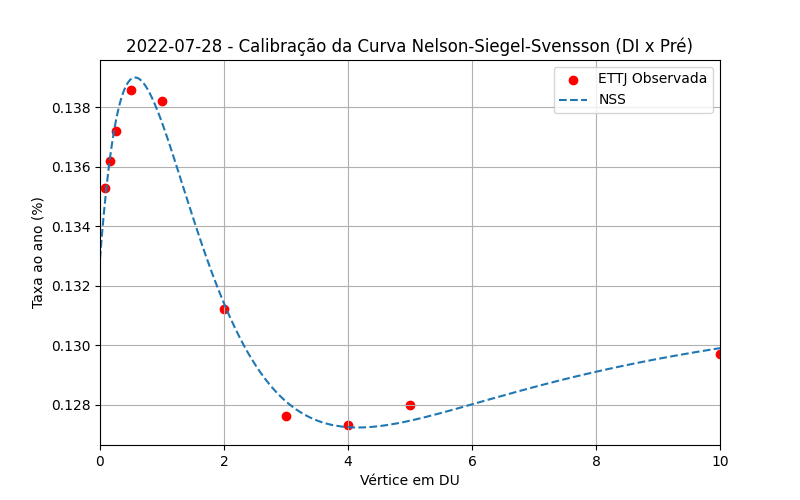 2022-07-28 - Calibração da Curva Nelson-Siegel-Svensson (DI x Pré)
ETTJ Observada
NSS
Taxa ao ano (%)
0.138
0.136
0.134
0.132
0.130
0.128
0 2 4 6 8 10
Vértice em DU